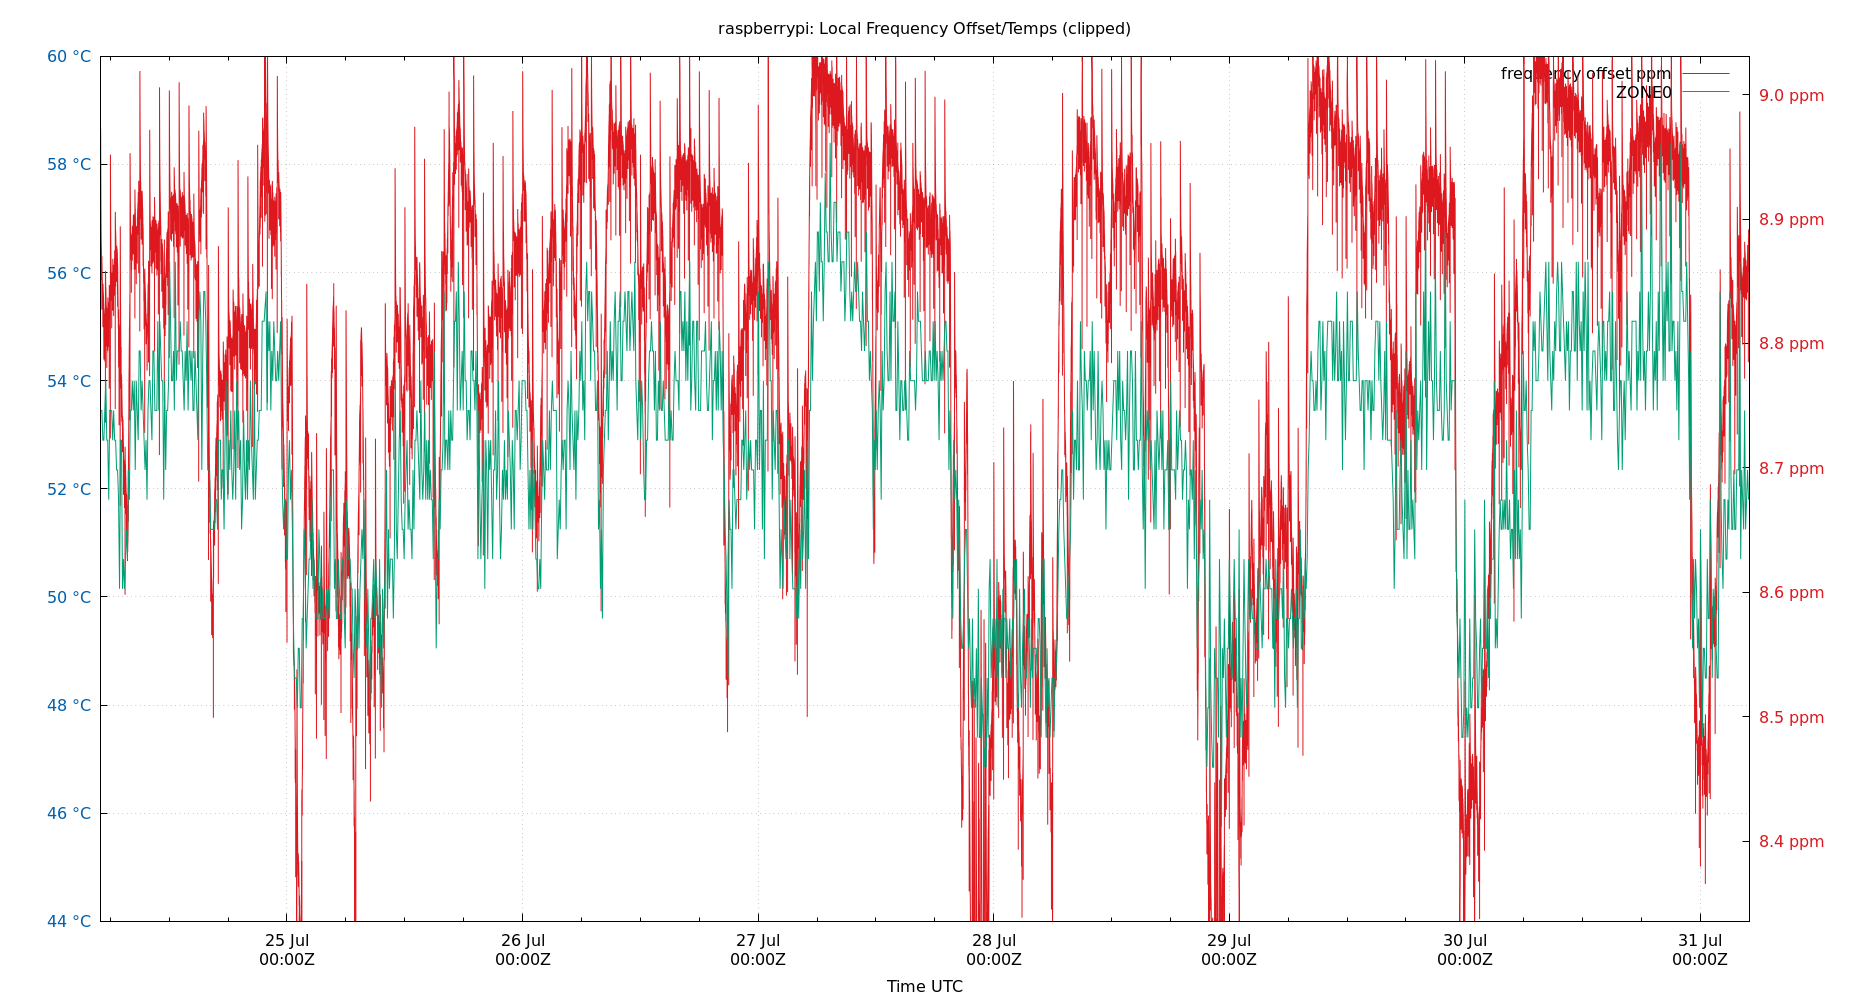 raspberrypi: Local Frequency Offset/Temps (clipped)
60 °C
58 °C
56 °C
54 °C
52 °C
50 °C
48 °C
46 °C
44 °C
frequency offset ppm
ZONE0
9.0 ppm
8.9 ppm
8.8 ppm
8.7 ppm
8.6 ppm
8.5 ppm
8.4 ppm
25 Jul
00:00Z
26 Jul
00:00Z
27 Jul
00:00Z
28 Jul
00:00Z
29 Jul
00:00Z
30 Jul
00:00Z
31 Jul
00:00Z
Time UTC